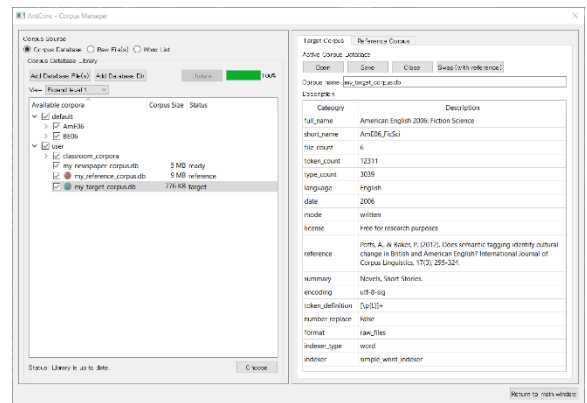 AntConc - Corpus Manager
Corpus Source
Corpus Database Raw File(s) Word List
Corpus Database Library
Add Database File(s) Add Database Dir Update 100%
View Expand level 1
Available corpora Corpus Size Status
default
AmE06
BE06
user
classroom_corpora
my_newspaper_corpus.db 5 MB ready
my_reference_corpus.db 9 MB reference
my_target_corpus.db 776 KB target
Status: Library is up to date. Choose
Target Corpus Reference Corpus
Active Corpus Database
Open Save Close Swap (with reference)
Corpus name my_target_corpus.db
Description
Category Description
full_name American English 2006: Fiction Science
short_name AmE06_FicSci
file_count 6
token_count 12311
type_count 3039
language English
date 2006
mode written
license Free for research purposes
reference Potts, A., & Baker, P. (2012). Does semantic tagging identify cultural
change in British and American English? International Journal of
Corpus Linguistics, 17(3), 295-324.
summary Novels, Short Stories.
encoding utf-8-sig
token_definition [\p{L}]+
number_replace False
format raw_files
indexer_type word
indexer simple_word_indexer
Return to main window